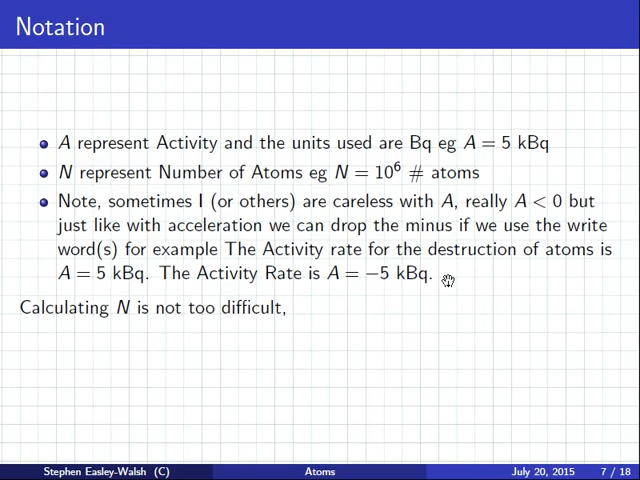 Notation
A represent Activity and the units used are Bq eg A = 5 kBq
N represent Number of Atoms eg N = 10⁶ # atoms
Note, sometimes I (or others) are careless with A, really A < 0 but
just like with acceleration we can drop the minus if we use the write
word(s) for example The Activity rate for the destruction of atoms is
A = 5 kBq. The Activity Rate is A = −5 kBq.
Calculating N is not too difficult,
Stephen Easley-Walsh (C) Atoms July 20, 2015 7 / 18